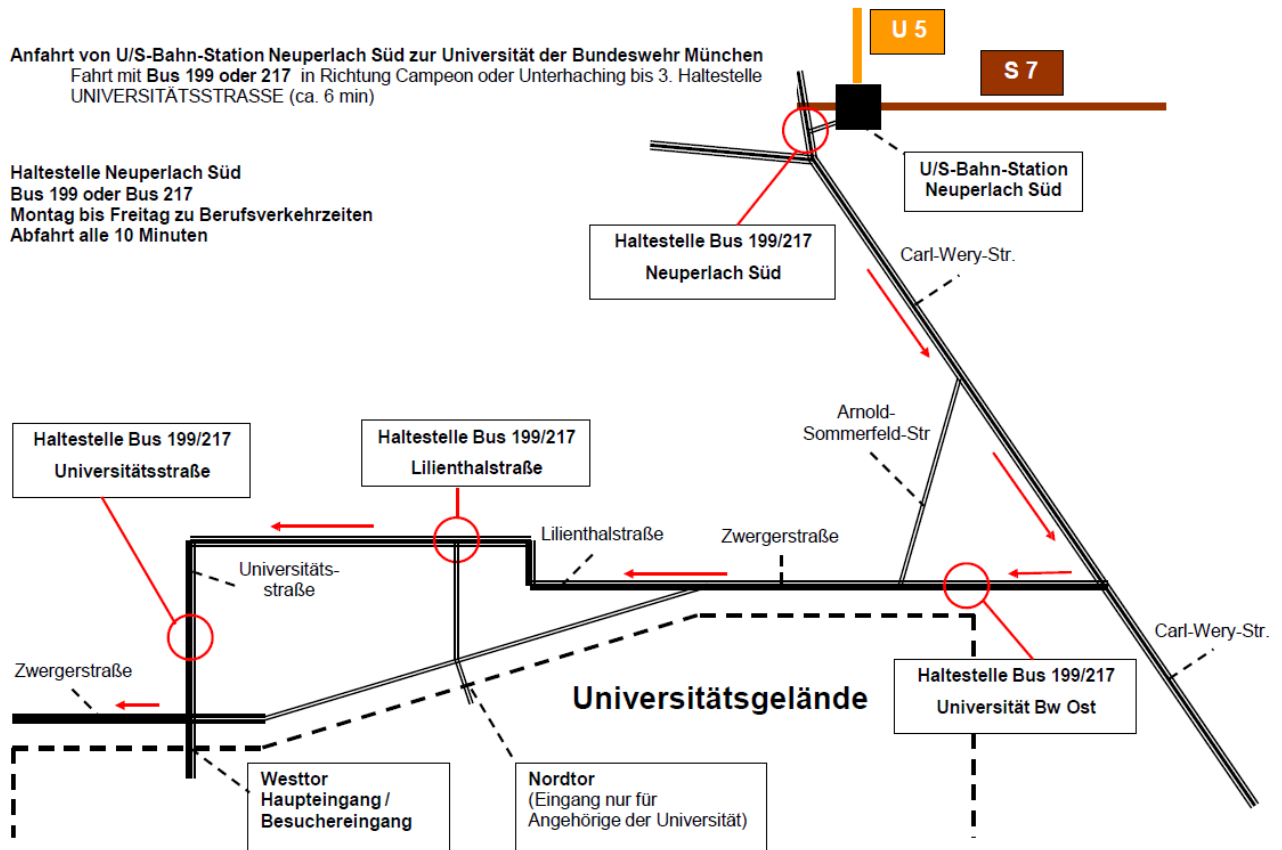 U 5
Anfahrt von U/S-Bahn-Station Neuperlach Süd zur Universität der Bundeswehr München
Fahrt mit Bus 199 oder 217 in Richtung Campeon oder Unterhaching bis 3. Haltestelle
UNIVERSITÄTSSTRASSE (ca. 6 min)
S 7
Haltestelle Neuperlach Süd
Bus 199 oder Bus 217
Montag bis Freitag zu Berufsverkehrzeiten
Abfahrt alle 10 Minuten
U/S-Bahn-Station
Neuperlach Süd
Haltestelle Bus 199/217
Neuperlach Süd
Carl-Wery-Str.
Arnold-
Sommerfeld-Str
Haltestelle Bus 199/217
Universitätsstraße
Haltestelle Bus 199/217
Lilienthalstraße
Lilienthalstraße
Zwergerstraße
Universitäts-
straße
Carl-Wery-Str.
Zwergerstraße
Universitätsgelände
Haltestelle Bus 199/217
Universität Bw Ost
Westtor
Haupteingang /
Besuchereingang
Nordtor
(Eingang nur für
Angehörige der Universität)